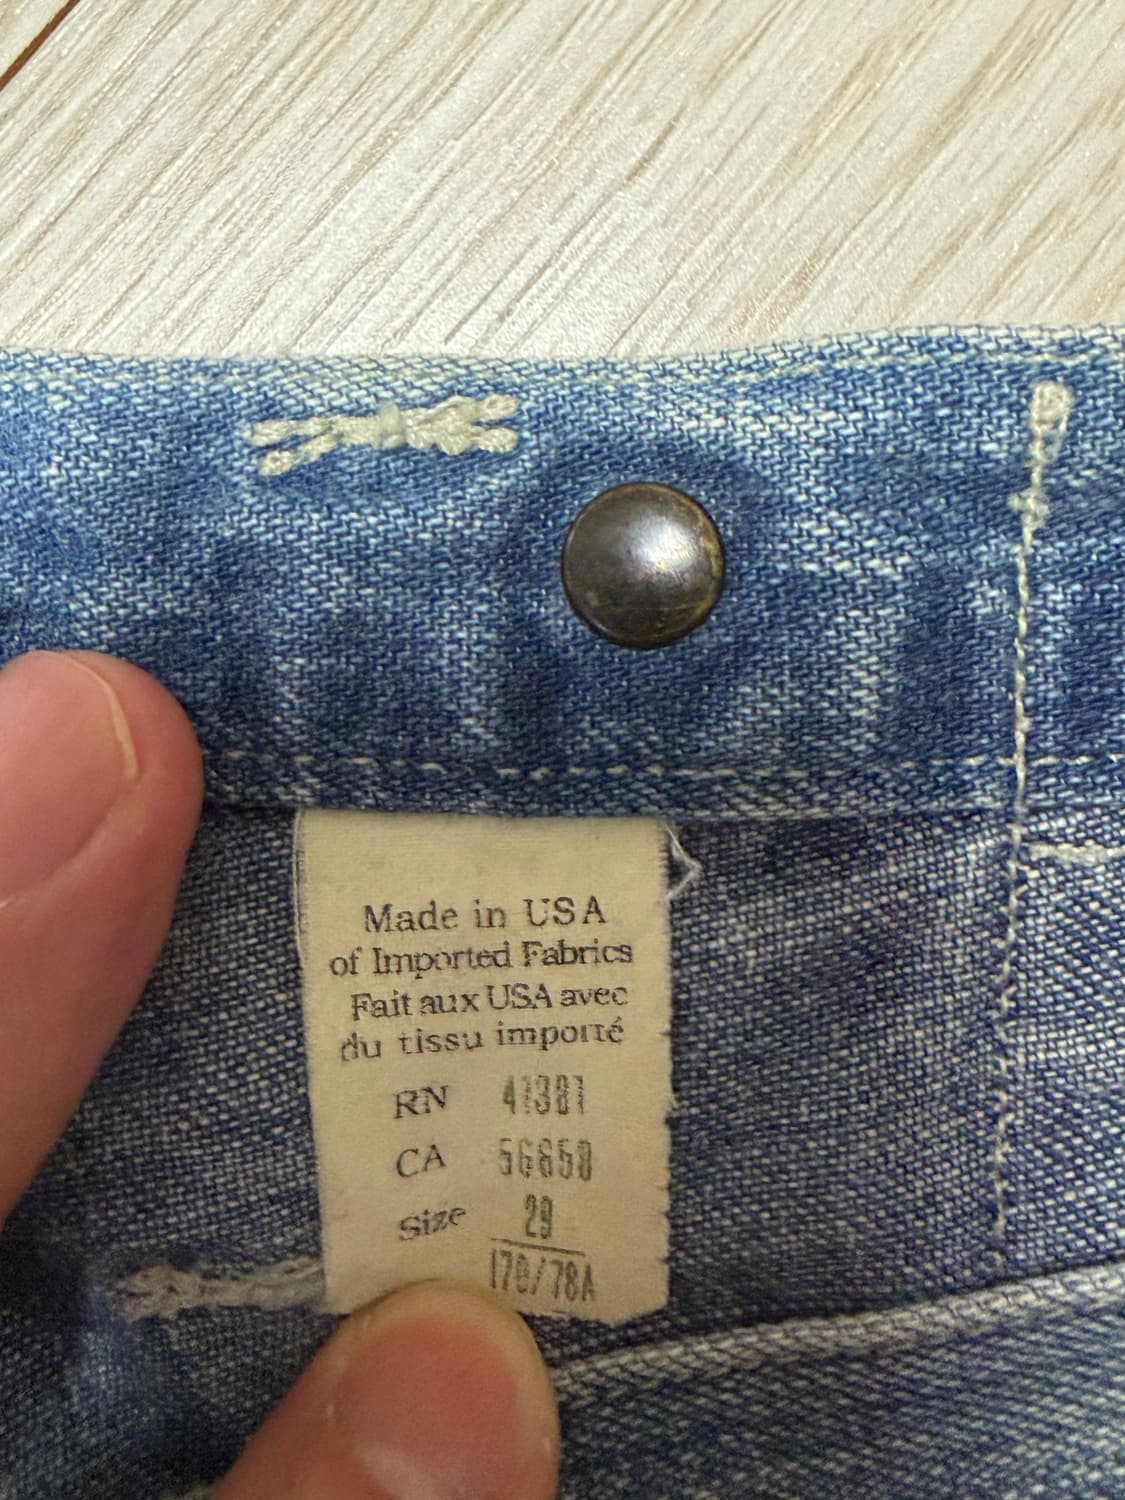 Made in USA
of Imported Fabrics
Fait aux USA avec
du tissu importé
RN 41381
CA 56850
Size 29
170/78A